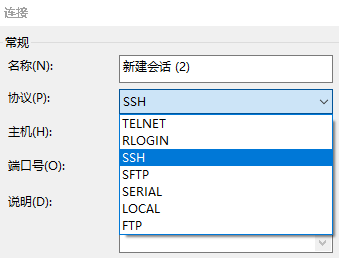 连接
常规
名称(N):
新建会话 (2)
协议(P):
SSH
TELNET
RLOGIN
SSH
SFTP
SERIAL
LOCAL
FTP
主机(H):
端口号(O):
说明(D):